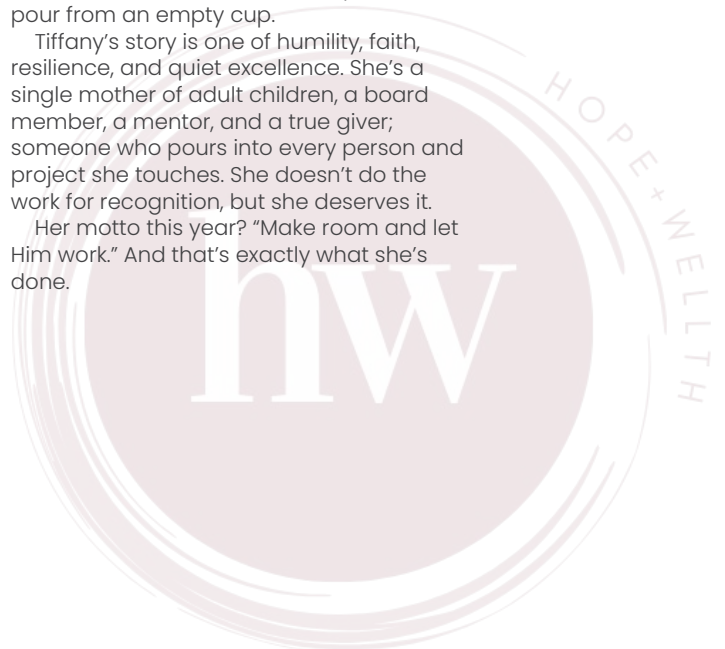 pour from an empty cup.
Tiffany’s story is one of humility, faith,
resilience, and quiet excellence. She’s a
single mother of adult children, a board
member, a mentor, and a true giver;
someone who pours into every person and
project she touches. She doesn’t do the
work for recognition, but she deserves it.
Her motto this year? “Make room and let
Him work.” And that’s exactly what she’s
done.
hw
HOPE+WELLTH